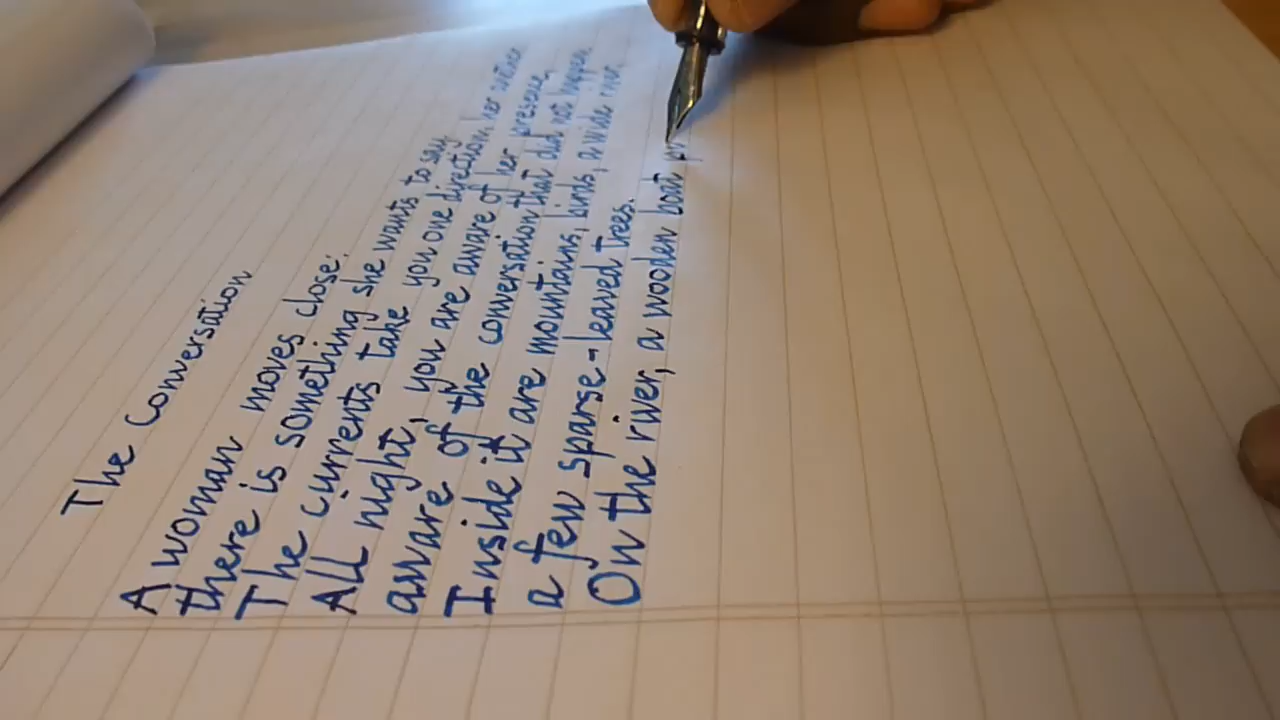 The Conversation
A woman moves close:
there is something she wants to say
The currents take you one direction, her another
All night, you are aware of her presence,
aware of the conversation that did not happen
Inside it are mountains, birds, a wide river,
a few sparse-leaved trees.
On the river, a wooden boat